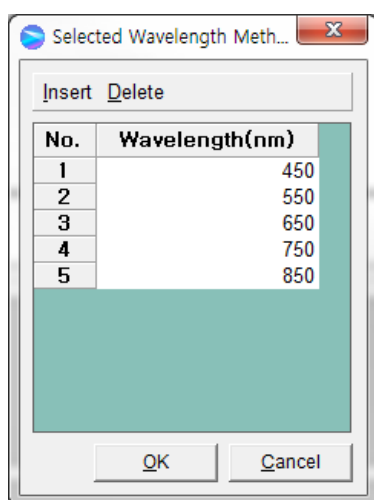 Selected Wavelength Meth...
Insert Delete
No. Wavelength(nm)
1 450
2 550
3 650
4 750
5 850
OK Cancel